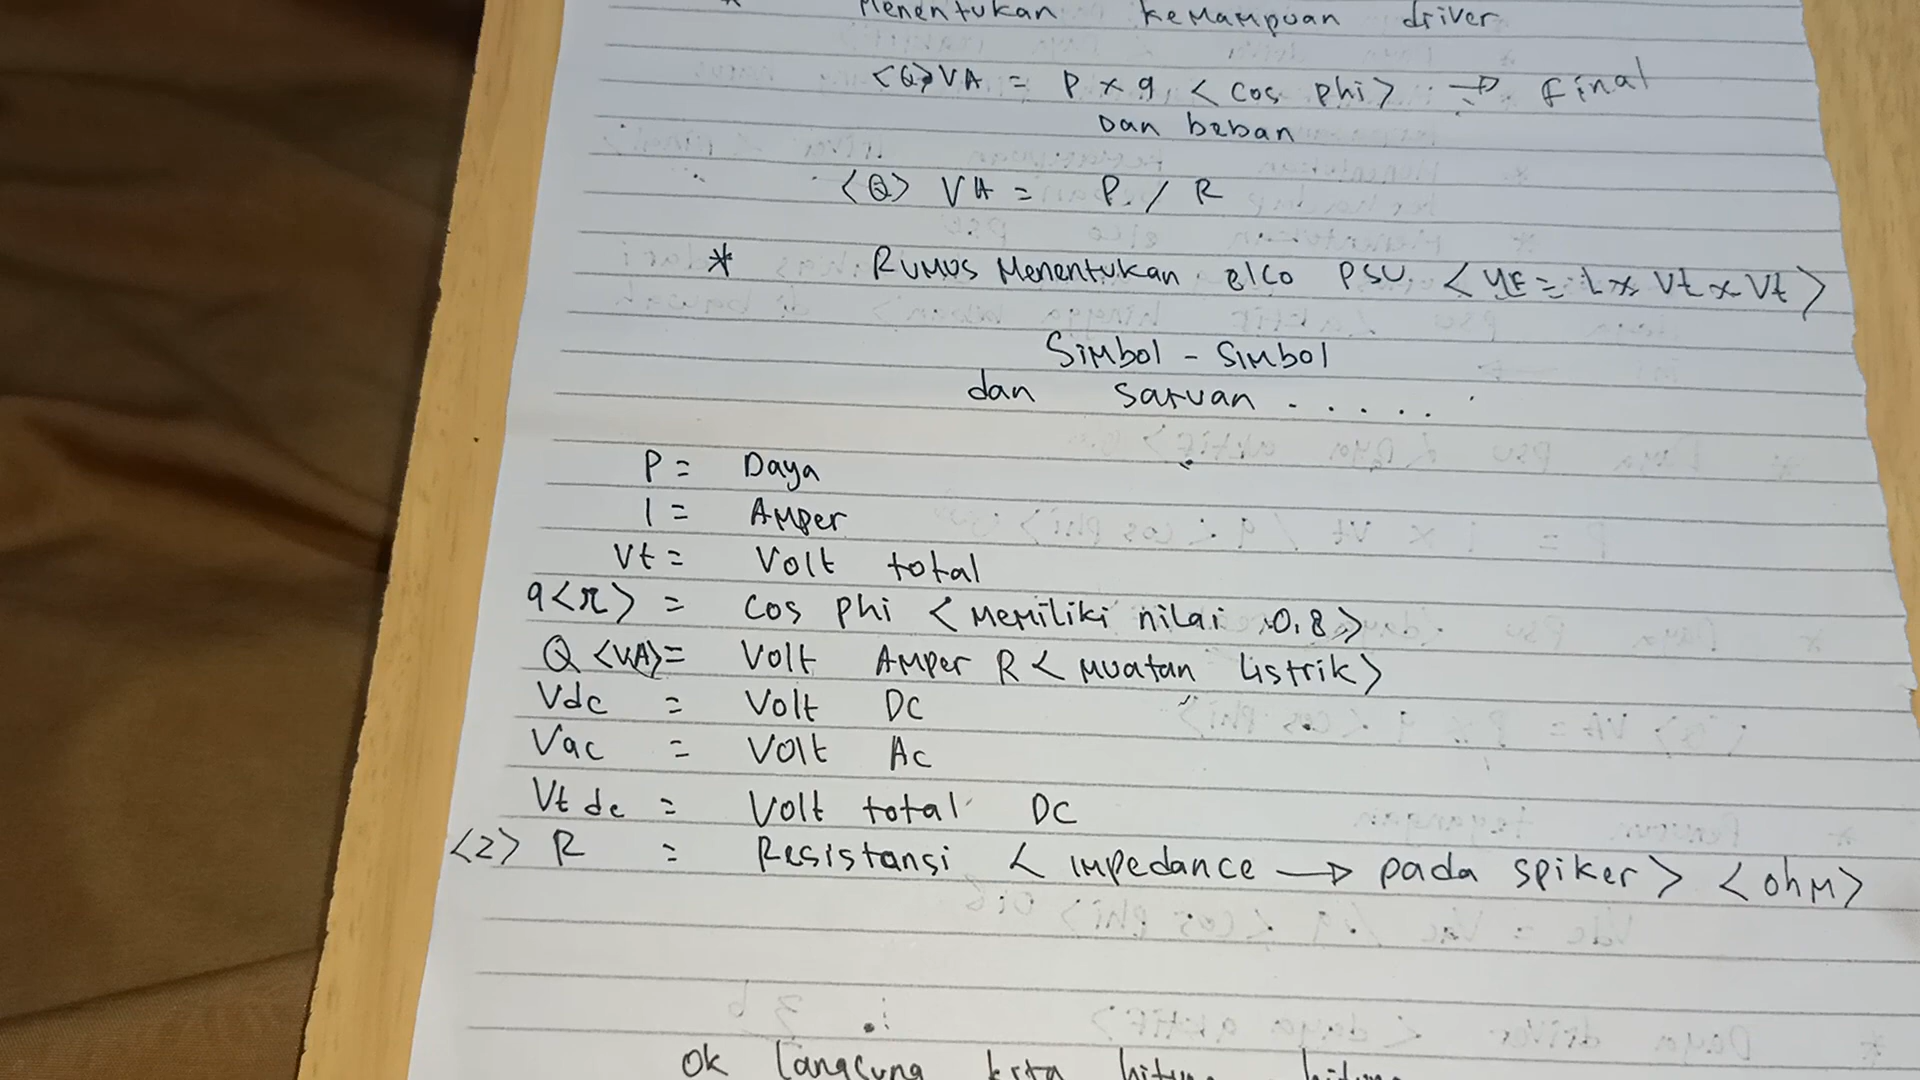 * Menentukan kemampuan driver
<Q> VA = P x q <cos phi> → final
Dan beban
<Q> VA = P / R
* Rumus Menentukan elco PSU <µF = I x Vt x Vt>
Simbol - Simbol
dan satuan . . . . .
P = Daya
I = Amper
Vt = Volt total
q <π> = cos phi < memiliki nilai 0,8 >
Q <VA> = Volt Amper R < muatan listrik >
Vdc = Volt DC
Vac = Volt Ac
Vt dc = Volt total DC
<Z> R = Resistansi < impedance → pada spiker > <ohm>
Ok langsung kita hitung